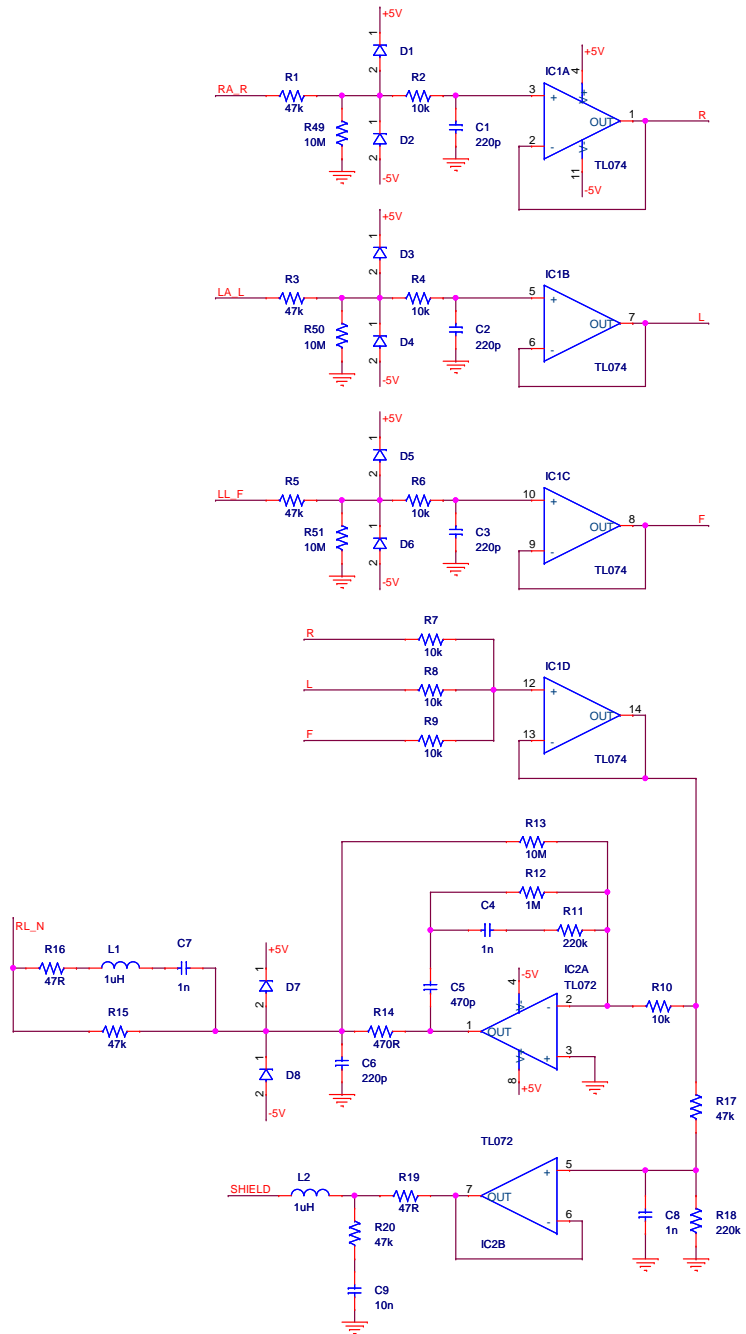 +5V
1
D1
2
IC1A
+5V
4
RA_R
R1
47k
R2
10k
3
+
V+
1
OUT
R
R49
10M
1
D2
2
C1
220p
2
-
V-
11
TL074
-5V
-5V
+5V
1
D3
2
IC1B
LA_L
R3
47k
R4
10k
5
+
7
OUT
L
R50
10M
1
D4
2
C2
220p
6
-
TL074
-5V
+5V
1
D5
2
IC1C
LL_F
R5
47k
R6
10k
10
+
8
OUT
F
R51
10M
1
D6
2
C3
220p
9
-
TL074
-5V
R
R7
10k
IC1D
L
R8
10k
12
+
14
OUT
F
R9
10k
13
-
TL074
R13
10M
R12
1M
C4
1n
R11
220k
RL_N
R16
47R
L1
1uH
C7
1n
+5V
1
D7
2
C5
470p
-5V
4
IC2A
TL072
V-
2
-
R10
10k
R15
47k
R14
470R
1
OUT
V+
+
3
1
D8
2
C6
220p
8
+5V
-5V
R17
47k
TL072
SHIELD
L2
1uH
R19
47R
7
OUT
+
5
-
6
IC2B
R20
47k
C8
1n
R18
220k
C9
10n